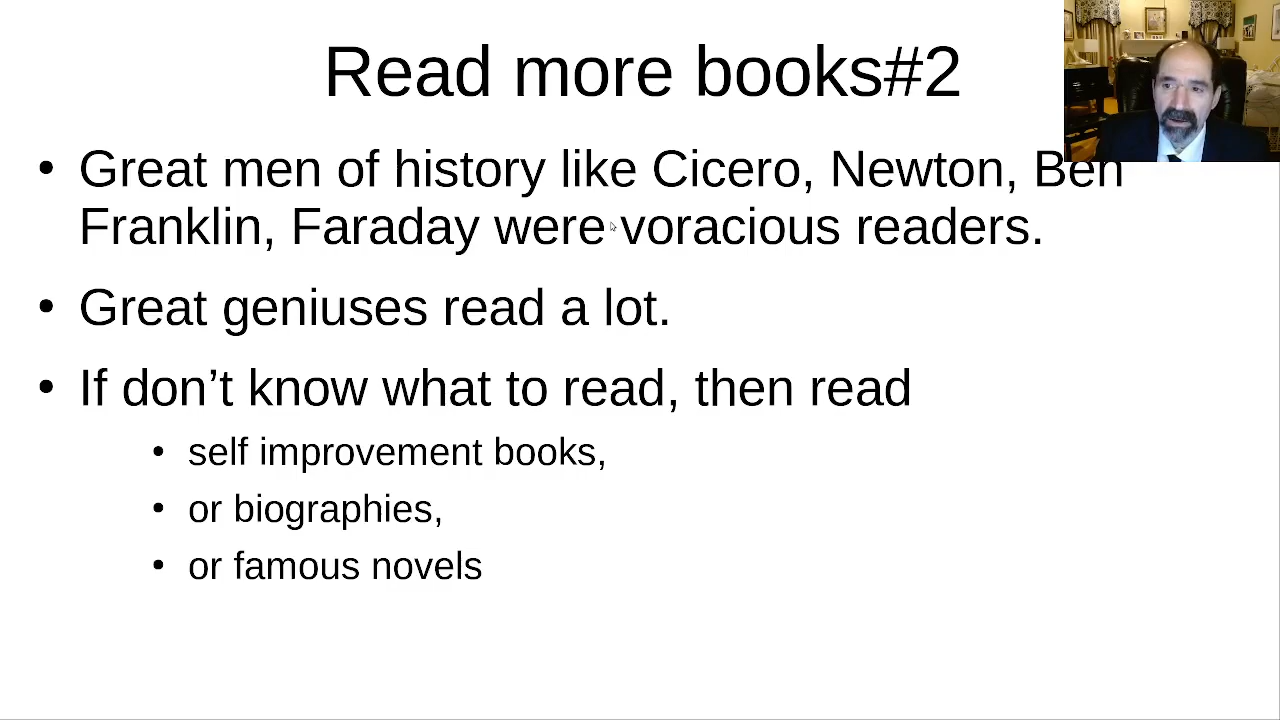 Read more books#2
• Great men of history like Cicero, Newton, Ben
Franklin, Faraday were voracious readers.
• Great geniuses read a lot.
• If don’t know what to read, then read
• self improvement books,
• or biographies,
• or famous novels